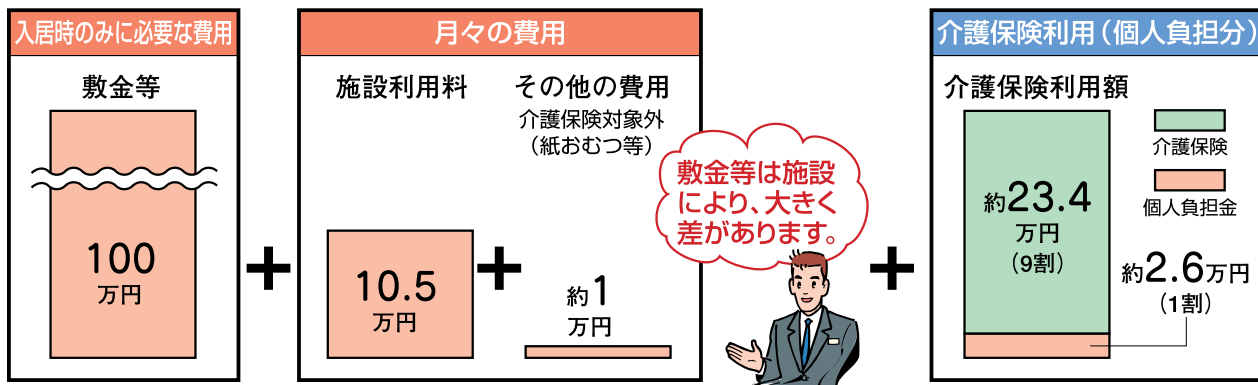 入居時のみに必要な費用
敷金等
100
万円
+
月々の費用
施設利用料
10.5
万円
+
その他の費用
介護保険対象外
（紙おむつ等）
約1
万円
敷金等は施設
により、大きく
差があります。
+
介護保険利用（個人負担分）
介護保険利用額
約23.4
万円
（9割）
介護保険
個人負担金
約2.6万円
（1割）